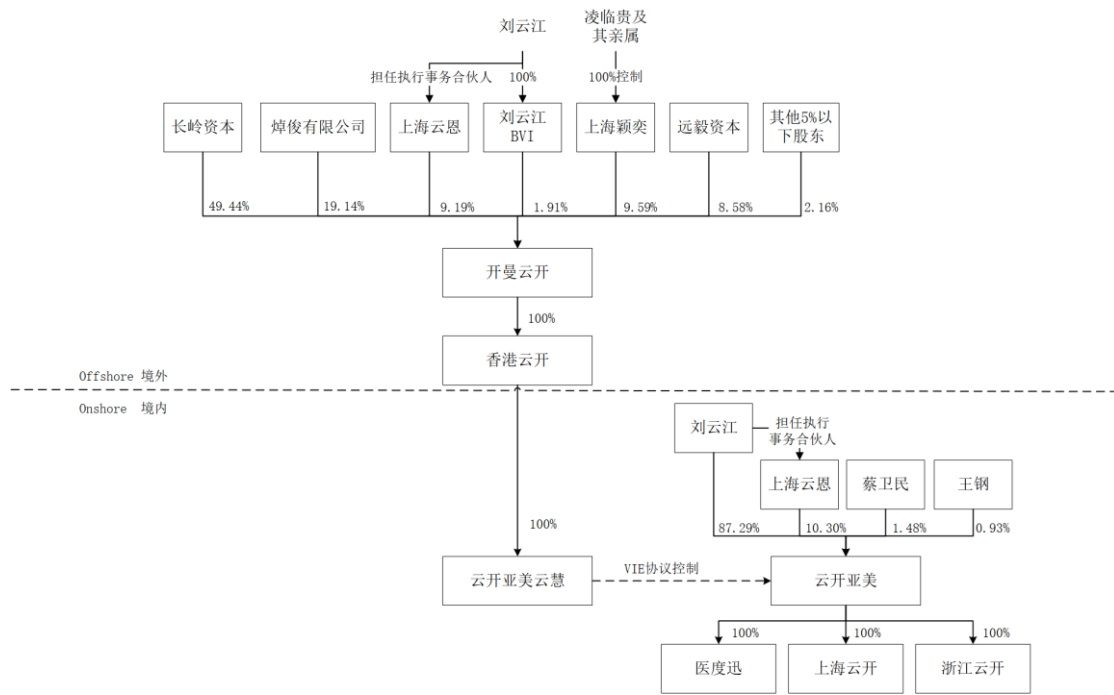 刘云江
凌临贵及
其亲属
担任执行事务合伙人
100%
100%控制
长岭资本
焯俊有限公司
上海云恩
刘云江
BVI
上海颖奕
远毅资本
其他5%以
下股东
49.44%
19.14%
9.19%
1.91%
9.59%
8.58%
2.16%
开曼云开
100%
香港云开
Offshore 境外
Onshore 境内
刘云江
担任执行
事务合伙人
上海云恩
蔡卫民
王钢
100%
87.29%
10.30%
1.48%
0.93%
云开亚美云慧
VIE协议控制
云开亚美
100%
100%
100%
医度迅
上海云开
浙江云开